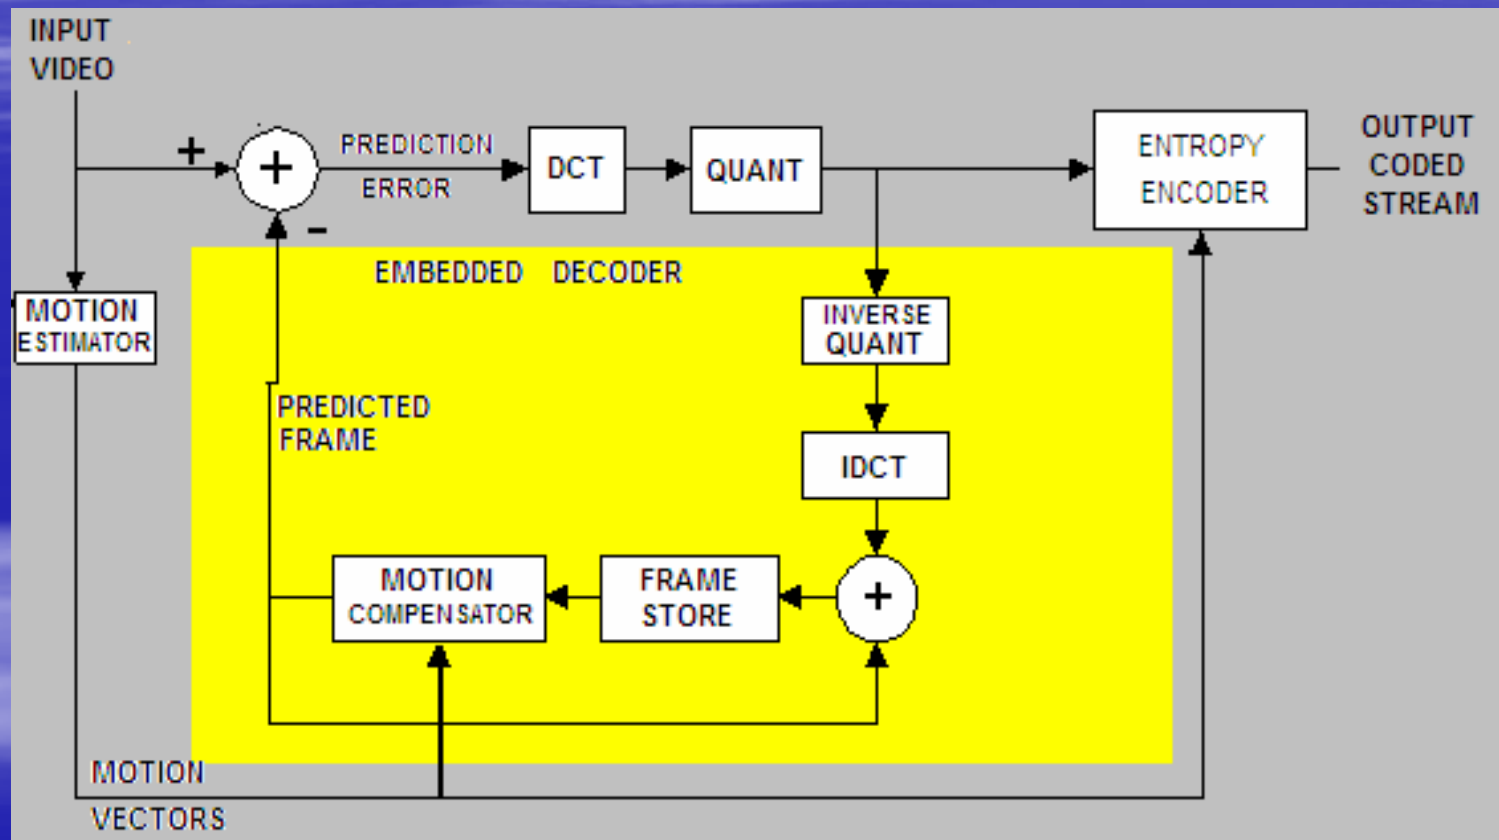 INPUT
VIDEO
+
+
PREDICTION
ERROR
DCT
QUANT
ENTROPY
ENCODER
OUTPUT
CODED
STREAM
-
EMBEDDED DECODER
MOTION
ESTIMATOR
INVERSE
QUANT
PREDICTED
FRAME
IDCT
MOTION
COMPENSATOR
FRAME
STORE
+
MOTION
VECTORS